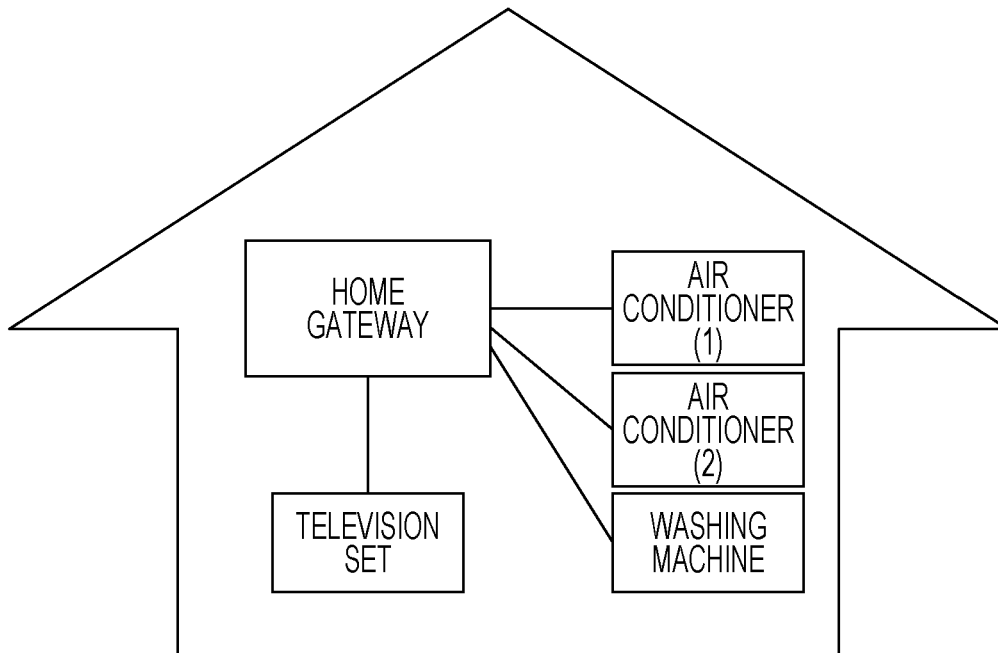 HOME
GATEWAY
AIR
CONDITIONER
(1)
AIR
CONDITIONER
(2)
TELEVISION
SET
WASHING
MACHINE